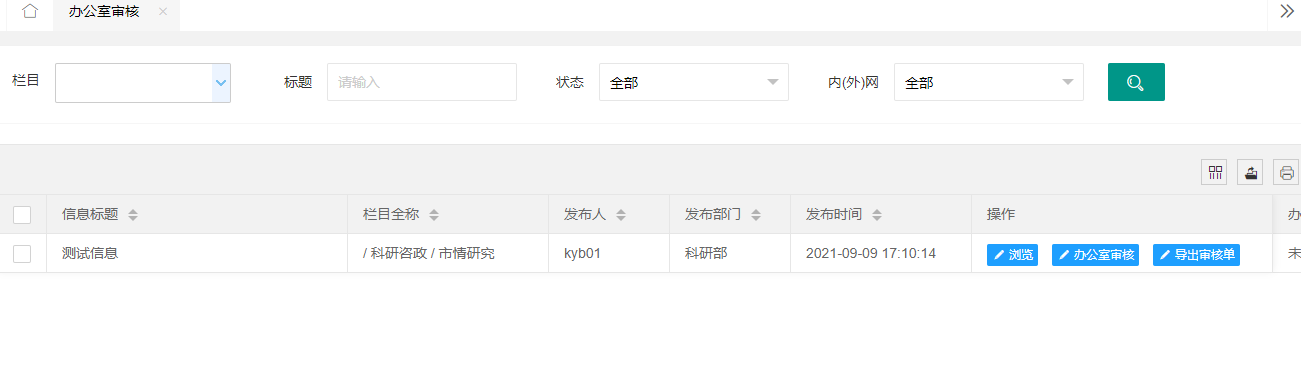 办公室审核
栏目 标题 请输入 状态 全部 内(外)网 全部
信息标题 栏目全称 发布人 发布部门 发布时间 操作 办
测试信息 / 科研咨政 / 市情研究 kyb01 科研部 2021-09-09 17:10:14 浏览 办公室审核 导出审核单 未